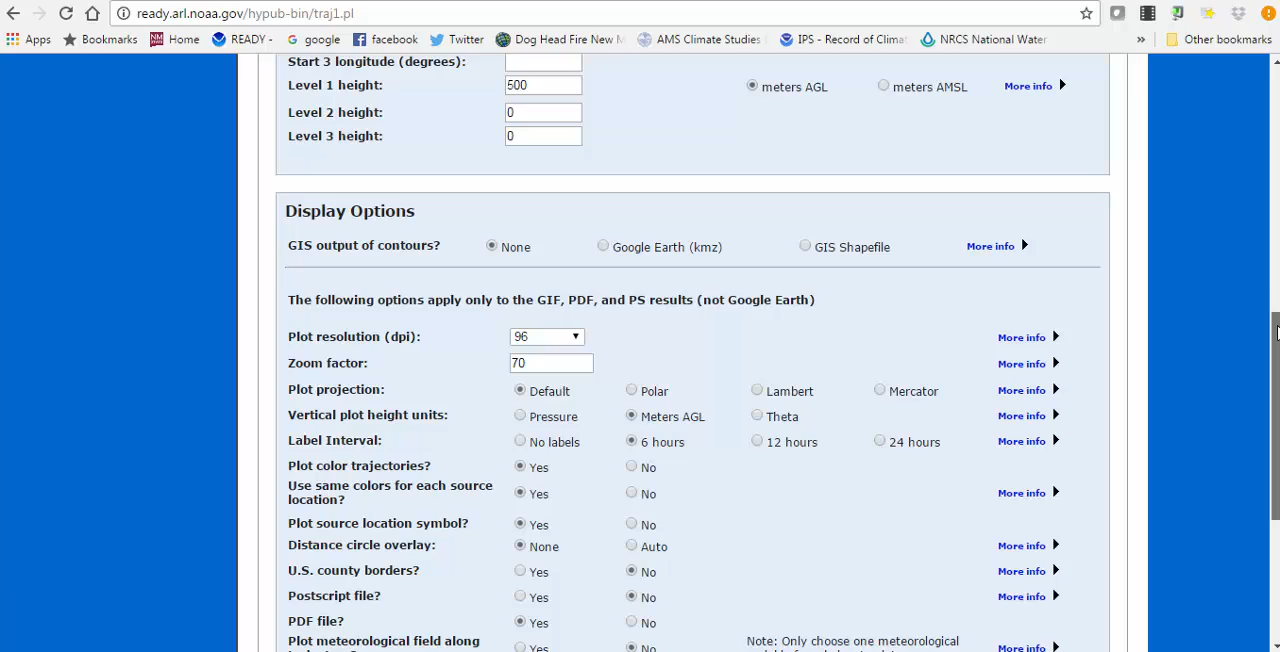 ready.arl.noaa.gov/hypub-bin/traj1.pl
Apps Bookmarks Home READY - google facebook Twitter Dog Head Fire New M AMS Climate Studies IPS - Record of Climat NRCS National Water » Other bookmarks
Start 3 longitude (degrees):
Level 1 height: 500 meters AGL meters AMSL More info
Level 2 height: 0
Level 3 height: 0
Display Options
GIS output of contours? None Google Earth (kmz) GIS Shapefile More info
The following options apply only to the GIF, PDF, and PS results (not Google Earth)
Plot resolution (dpi): 96 More info
Zoom factor: 70 More info
Plot projection: Default Polar Lambert Mercator More info
Vertical plot height units: Pressure Meters AGL Theta More info
Label Interval: No labels 6 hours 12 hours 24 hours More info
Plot color trajectories? Yes No
Use same colors for each source
location? Yes No More info
Plot source location symbol? Yes No
Distance circle overlay: None Auto More info
U.S. county borders? Yes No More info
Postscript file? Yes No More info
PDF file? Yes No
Plot meteorological field along Yes No Note: Only choose one meteorological More info